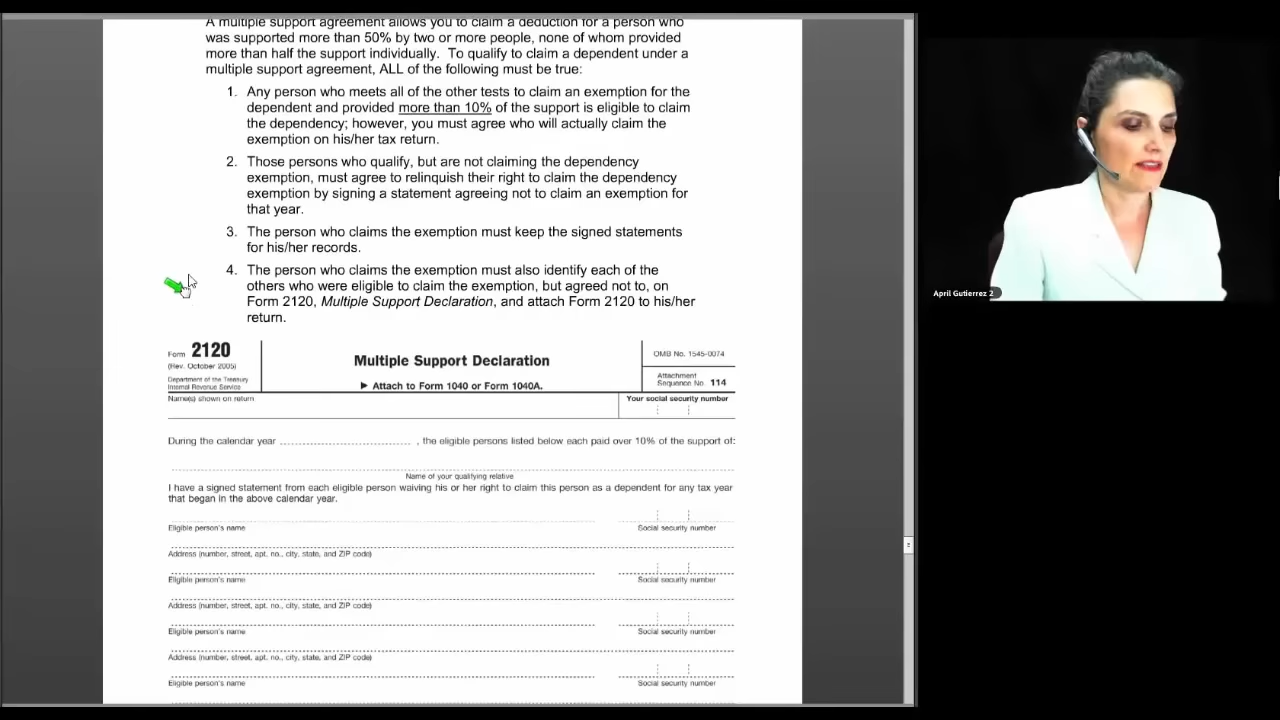 A multiple support agreement allows you to claim a deduction for a person who
was supported more than 50% by two or more people, none of whom provided
more than half the support individually. To qualify to claim a dependent under a
multiple support agreement, ALL of the following must be true:
1. Any person who meets all of the other tests to claim an exemption for the
dependent and provided more than 10% of the support is eligible to claim
the dependency; however, you must agree who will actually claim the
exemption on his/her tax return.
2. Those persons who qualify, but are not claiming the dependency
exemption, must agree to relinquish their right to claim the dependency
exemption by signing a statement agreeing not to claim an exemption for
that year.
3. The person who claims the exemption must keep the signed statements
for his/her records.
4. The person who claims the exemption must also identify each of the
others who were eligible to claim the exemption, but agreed not to, on
Form 2120, Multiple Support Declaration, and attach Form 2120 to his/her
return.
Form 2120
(Rev. October 2005)
Department of the Treasury
Internal Revenue Service
Multiple Support Declaration
▶ Attach to Form 1040 or Form 1040A.
OMB No. 1545-0074
Attachment
Sequence No. 114
Name(s) shown on return
Your social security number
During the calendar year , the eligible persons listed below each paid over 10% of the support of:
Name of your qualifying relative
I have a signed statement from each eligible person waiving his or her right to claim this person as a dependent for any tax year
that began in the above calendar year.
Eligible person's name Social security number
Address (number, street, apt. no., city, state, and ZIP code)
Eligible person's name Social security number
Address (number, street, apt. no., city, state, and ZIP code)
Eligible person's name Social security number
Address (number, street, apt. no., city, state, and ZIP code)
Eligible person's name Social security number
April Gutierrez 2